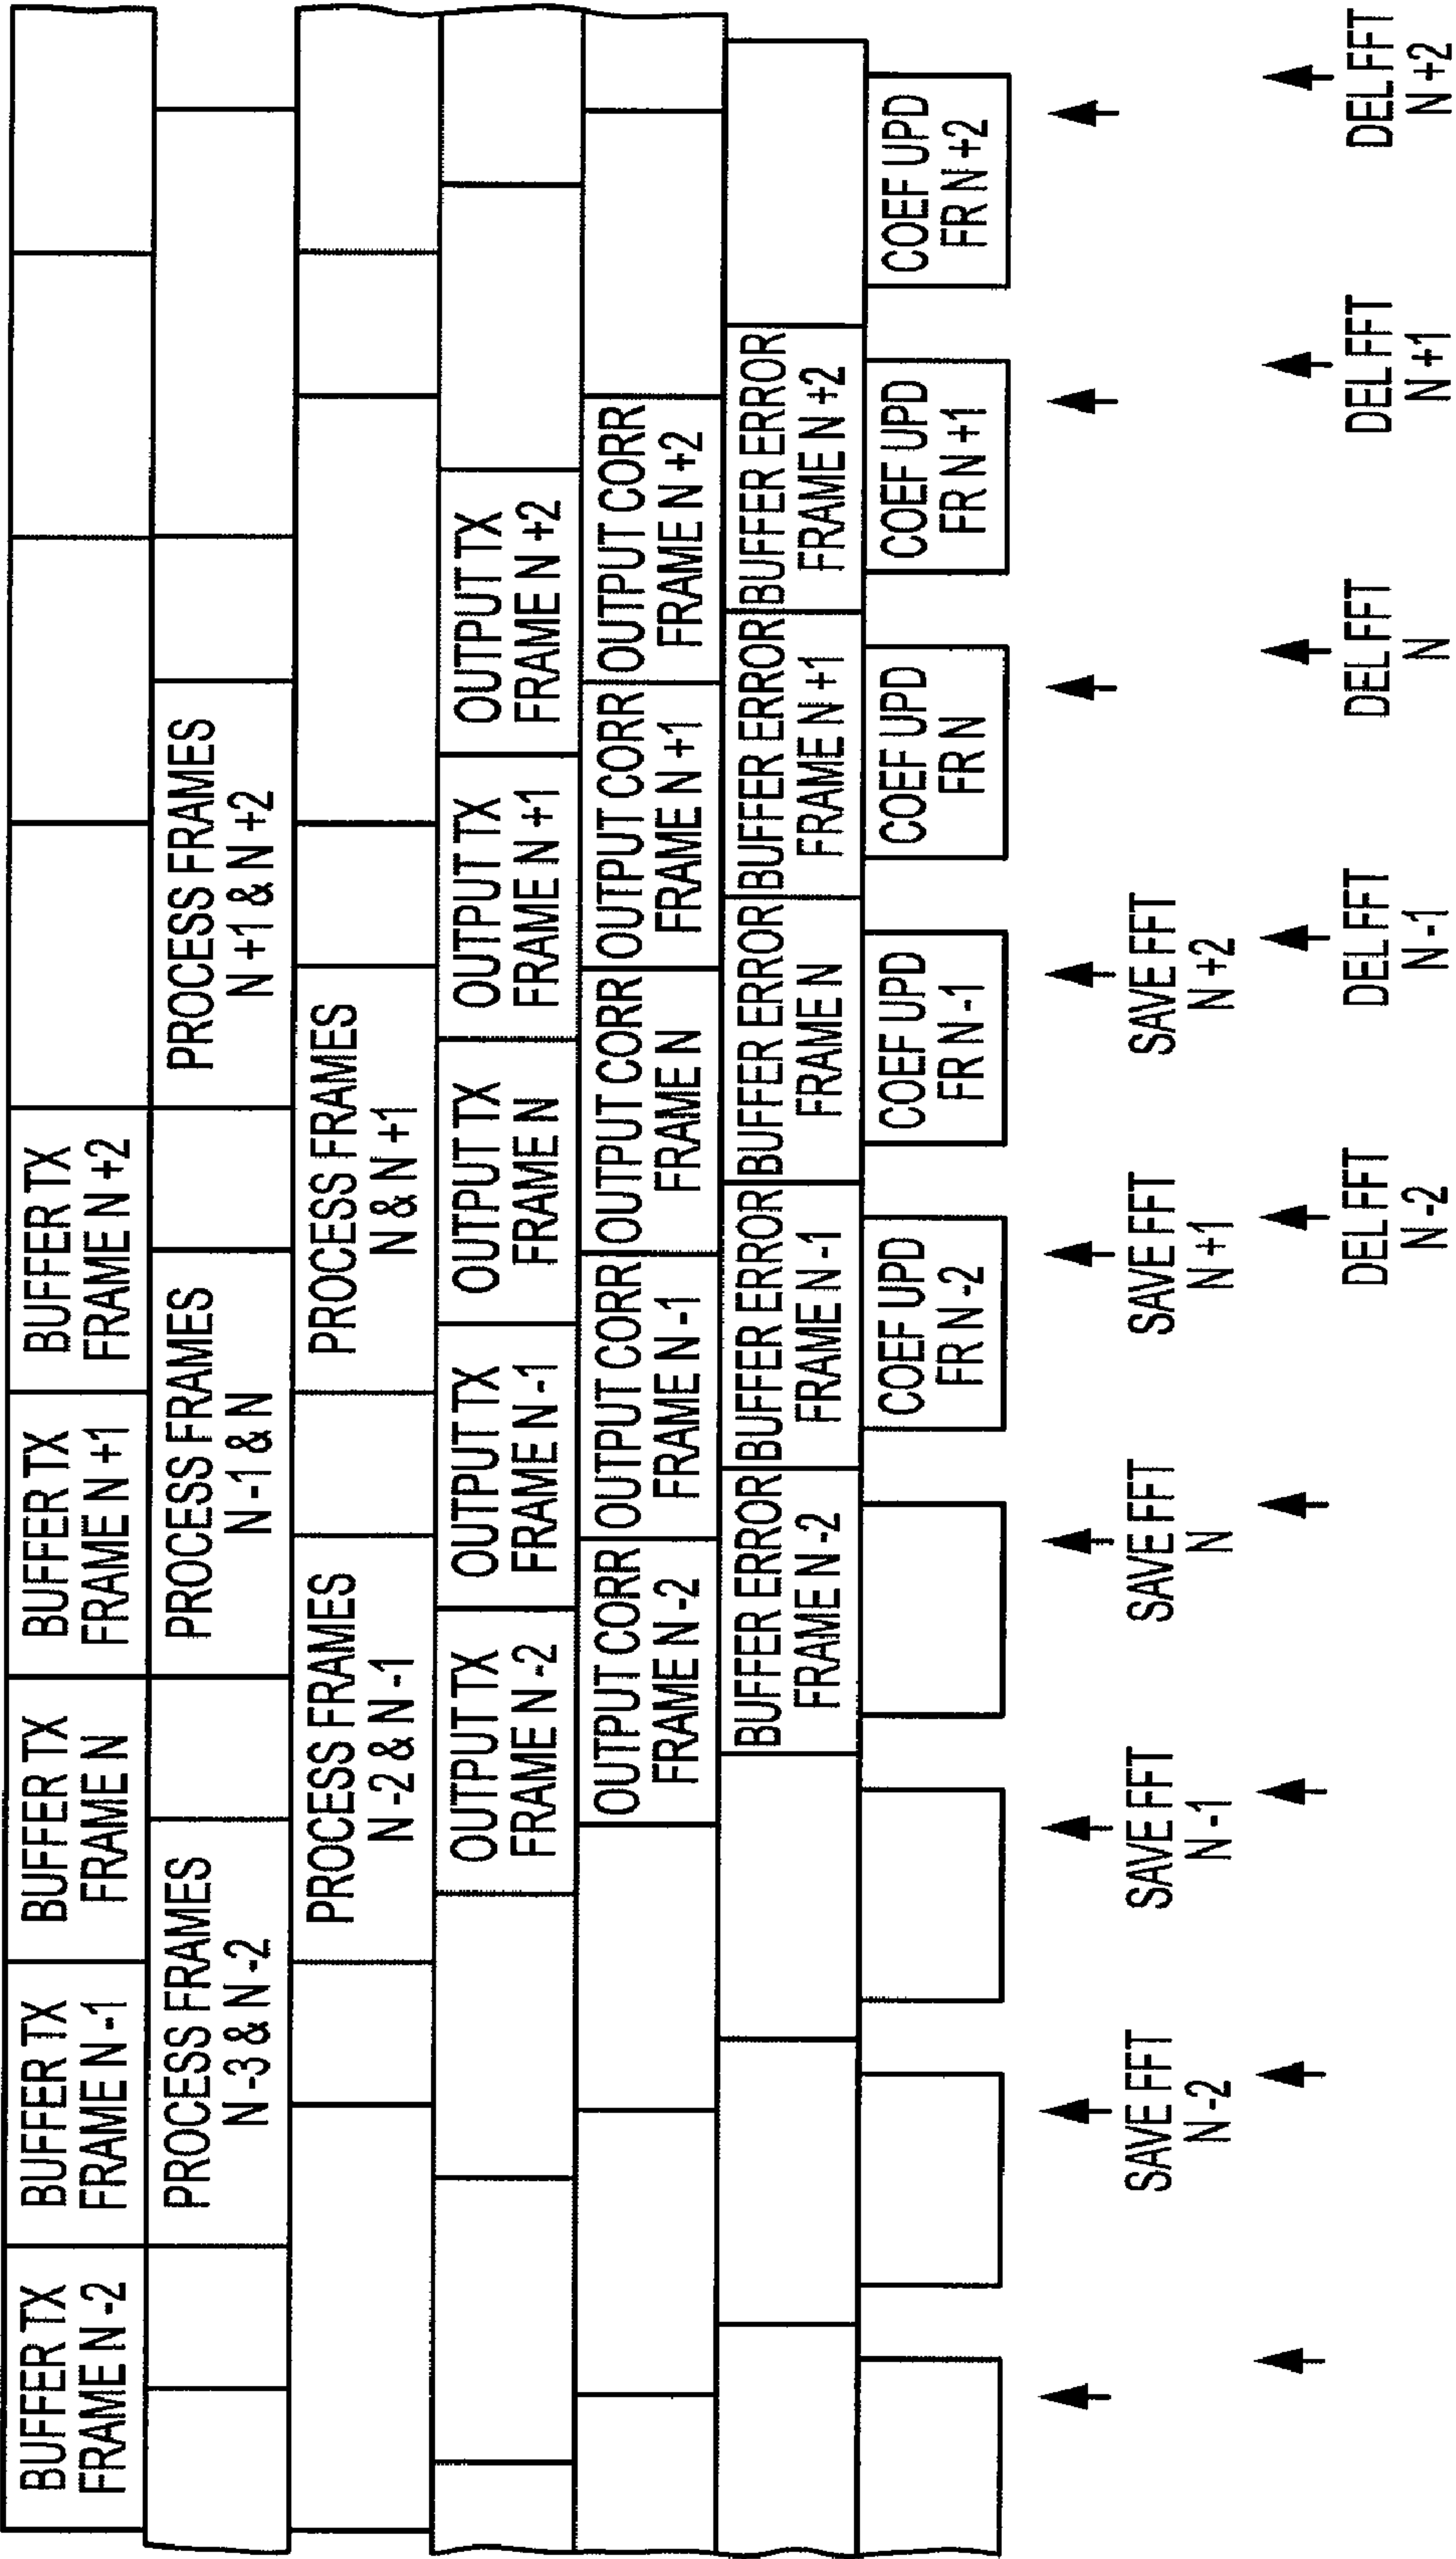 BUFFER TX
FRAME N -2
BUFFER TX
FRAME N -1
BUFFER TX
FRAME N
BUFFER TX
FRAME N +1
BUFFER TX
FRAME N +2
PROCESS FRAMES
N -3 & N -2
PROCESS FRAMES
N -1 & N
PROCESS FRAMES
N +1 & N +2
PROCESS FRAMES
N -2 & N -1
PROCESS FRAMES
N & N +1
OUTPUT TX
FRAME N -2
OUTPUT TX
FRAME N -1
OUTPUT TX
FRAME N
OUTPUT TX
FRAME N +1
OUTPUT TX
FRAME N +2
OUTPUT CORR
FRAME N -2
OUTPUT CORR
FRAME N -1
OUTPUT CORR
FRAME N
OUTPUT CORR
FRAME N +1
OUTPUT CORR
FRAME N +2
BUFFER ERROR
FRAME N -2
BUFFER ERROR
FRAME N -1
BUFFER ERROR
FRAME N
BUFFER ERROR
FRAME N +1
BUFFER ERROR
FRAME N +2
COEF UPD
FR N -2
COEF UPD
FR N -1
COEF UPD
FR N
COEF UPD
FR N +1
COEF UPD
FR N +2
SAVE FFT
N -2
SAVE FFT
N -1
SAVE FFT
N
SAVE FFT
N +1
SAVE FFT
N +2
DEL FFT
N -2
DEL FFT
N -1
DEL FFT
N
DEL FFT
N +1
DEL FFT
N +2